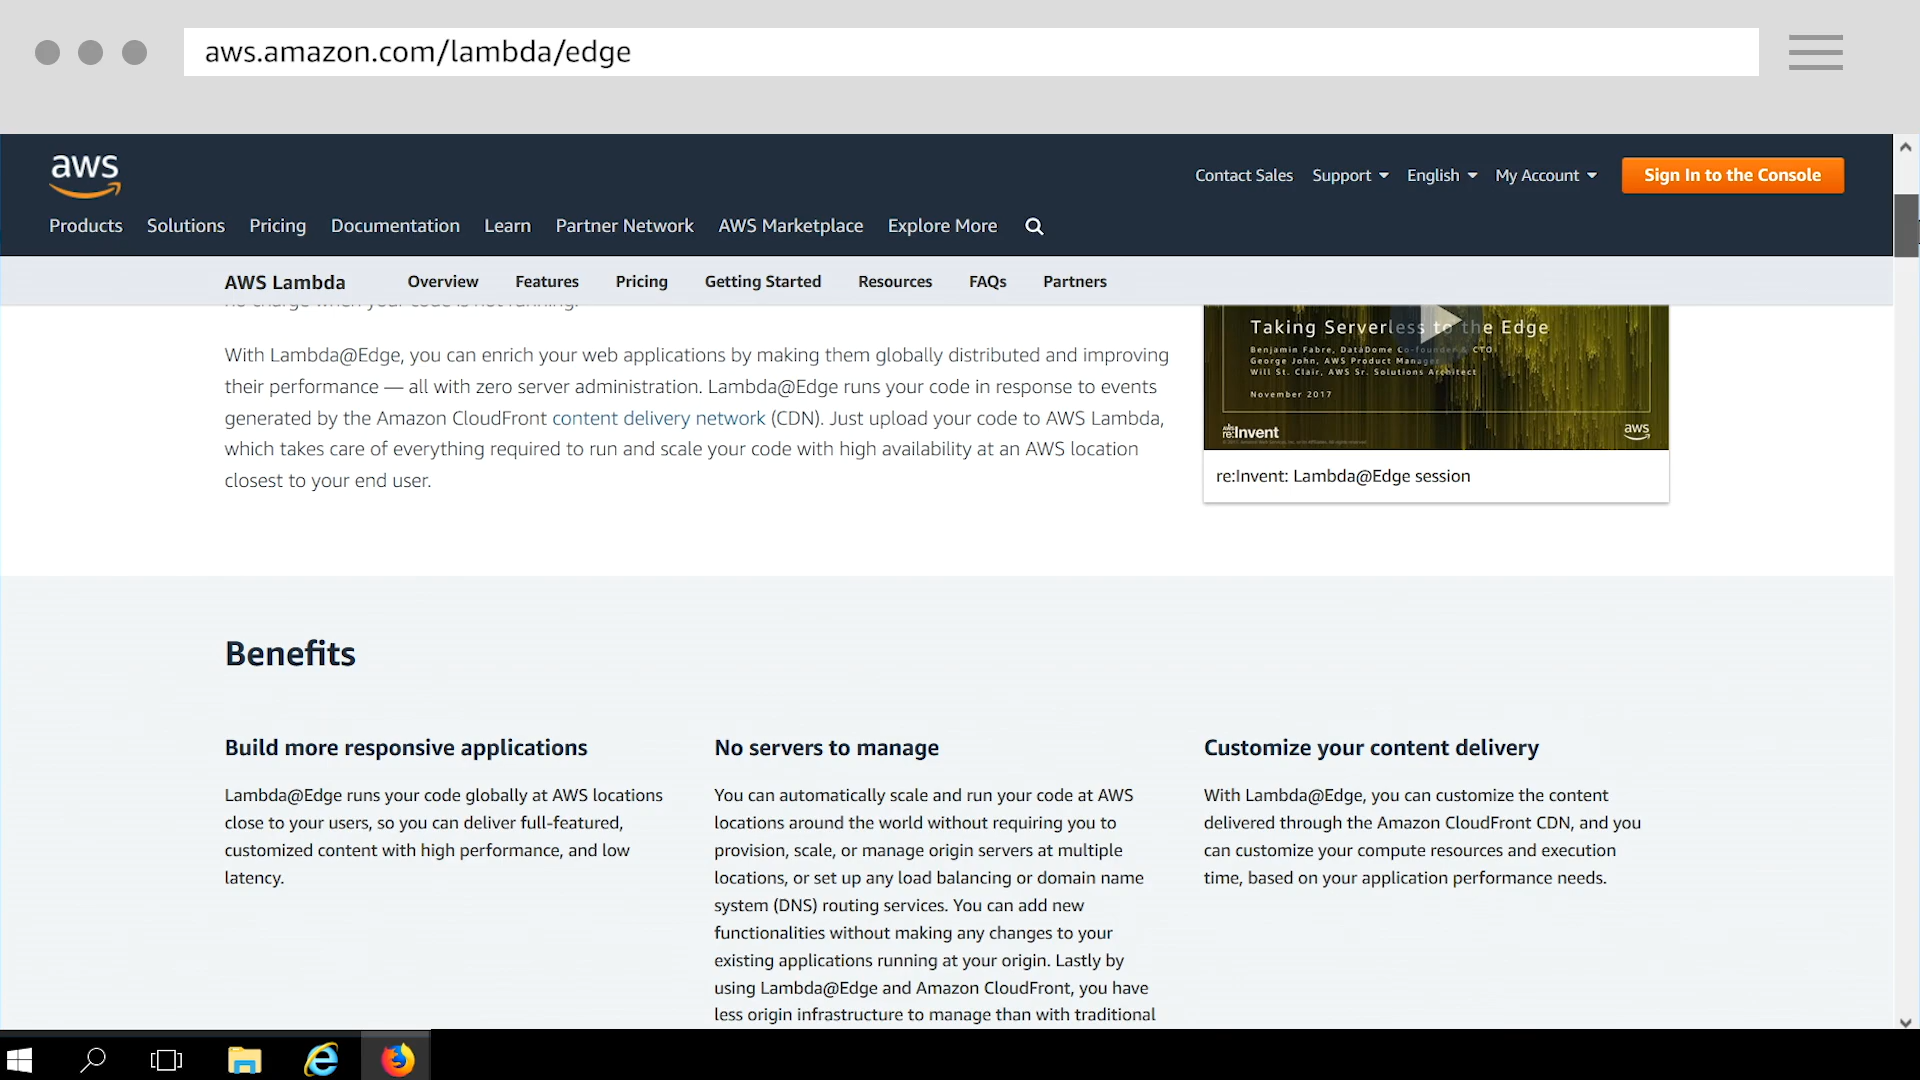 aws.amazon.com/lambda/edge
aws
Contact Sales Support English My Account Sign In to the Console
Products Solutions Pricing Documentation Learn Partner Network AWS Marketplace Explore More
AWS Lambda Overview Features Pricing Getting Started Resources FAQs Partners
no charge when your code is not running.
With Lambda@Edge, you can enrich your web applications by making them globally distributed and improving
their performance — all with zero server administration. Lambda@Edge runs your code in response to events
generated by the Amazon CloudFront content delivery network (CDN). Just upload your code to AWS Lambda,
which takes care of everything required to run and scale your code with high availability at an AWS location
closest to your end user.
Taking Serverless to the Edge
Benjamin Fabre, DataDome Co-founder & CTO
George John, AWS Product Manager
Will St. Clair, AWS Sr. Solutions Architect
November 2017
aws
re:Invent
aws
re:Invent: Lambda@Edge session
Benefits
Build more responsive applications
Lambda@Edge runs your code globally at AWS locations
close to your users, so you can deliver full-featured,
customized content with high performance, and low
latency.
No servers to manage
You can automatically scale and run your code at AWS
locations around the world without requiring you to
provision, scale, or manage origin servers at multiple
locations, or set up any load balancing or domain name
system (DNS) routing services. You can add new
functionalities without making any changes to your
existing applications running at your origin. Lastly by
using Lambda@Edge and Amazon CloudFront, you have
less origin infrastructure to manage than with traditional
Customize your content delivery
With Lambda@Edge, you can customize the content
delivered through the Amazon CloudFront CDN, and you
can customize your compute resources and execution
time, based on your application performance needs.